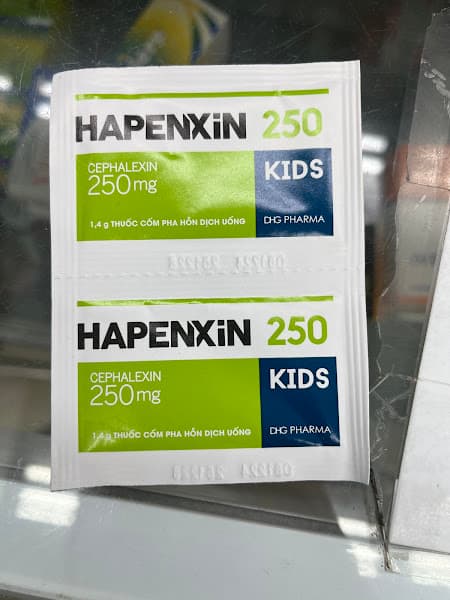 HAPENXiN 250
CEPHALEXIN
250mg
KIDS
1,4 g THUỐC CỐM PHA HỖN DỊCH UỐNG
DHG PHARMA
HAPENXiN 250
CEPHALEXIN
250mg
KIDS
1,4 g THUỐC CỐM PHA HỖN DỊCH UỐNG
DHG PHARMA